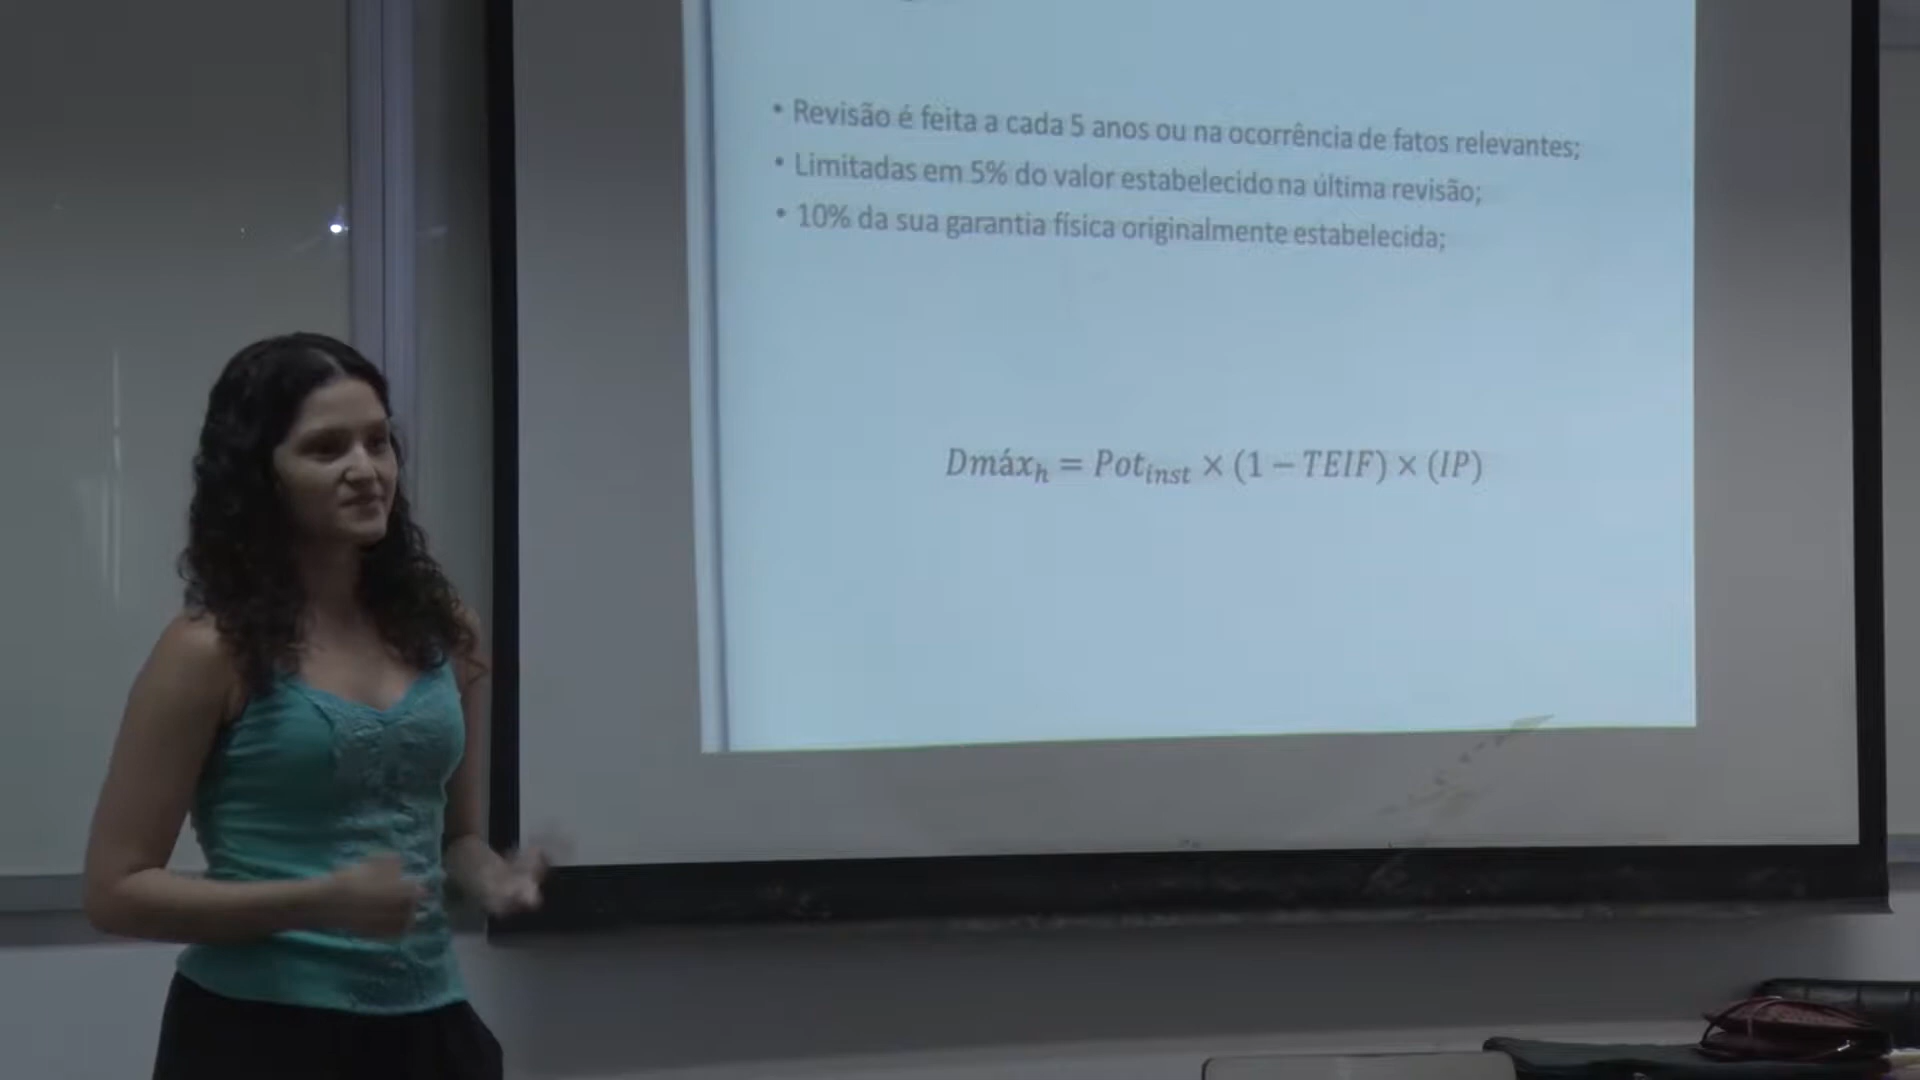 • Revisão é feita a cada 5 anos ou na ocorrência de fatos relevantes;
• Limitadas em 5% do valor estabelecido na última revisão;
• 10% da sua garantia física originalmente estabelecida;
Dmáxₕ = Potᵢₙₛₜ × (1 − TEIF) × (IP)